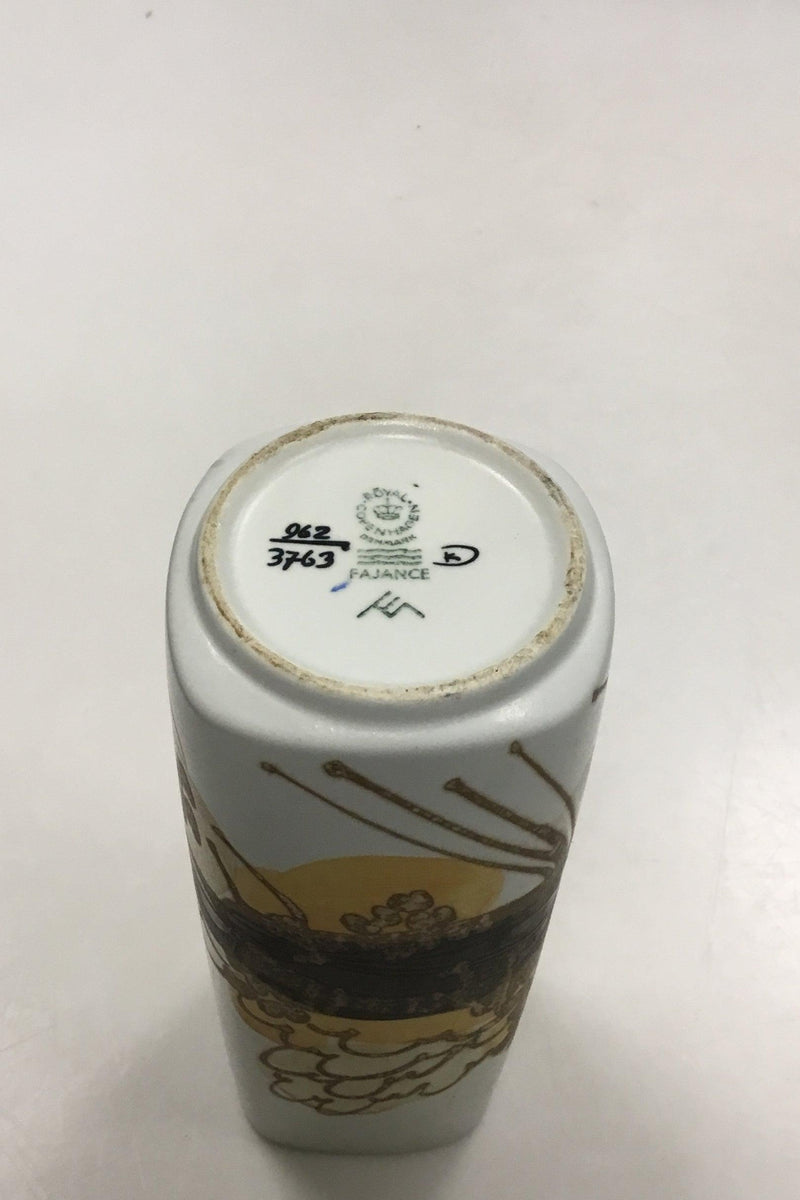 ROYAL
COPENHAGEN
DENMARK
962
3763
FAJANCE